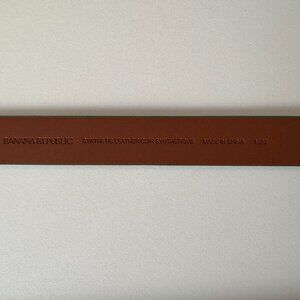 BANANA REPUBLIC SYNTHETIC LEATHER/CUIR SYNTHETIQUE MADE IN CHINA